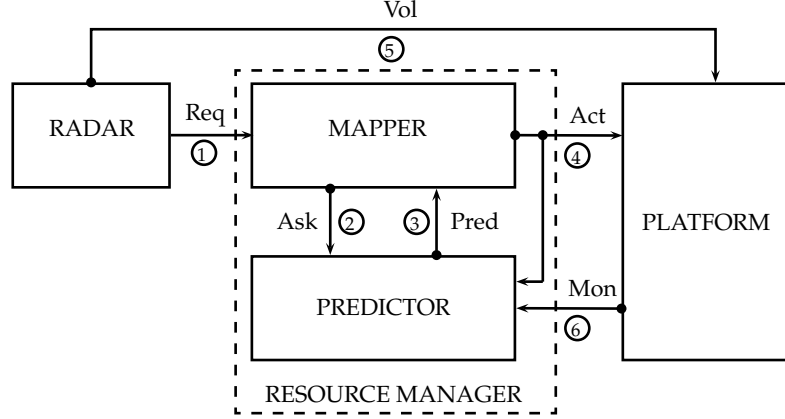 Vol
⑤
RADAR
Req
①
MAPPER
Act
④
Ask
②
③
Pred
PLATFORM
PREDICTOR
Mon
⑥
RESOURCE MANAGER